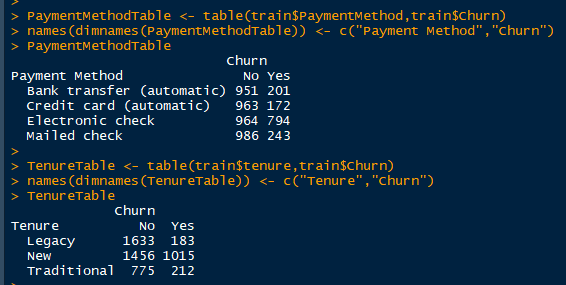 >
> PaymentMethodTable <- table(train$PaymentMethod,train$Churn)
> names(dimnames(PaymentMethodTable)) <- c("Payment Method","Churn")
> PaymentMethodTable
                           Churn
Payment Method               No Yes
  Bank transfer (automatic) 951 201
  Credit card (automatic)   963 172
  Electronic check          964 794
  Mailed check              986 243
>
> TenureTable <- table(train$tenure,train$Churn)
> names(dimnames(TenureTable)) <- c("Tenure","Churn")
> TenureTable
             Churn
Tenure          No  Yes
  Legacy      1633  183
  New         1456 1015
  Traditional  775  212
>